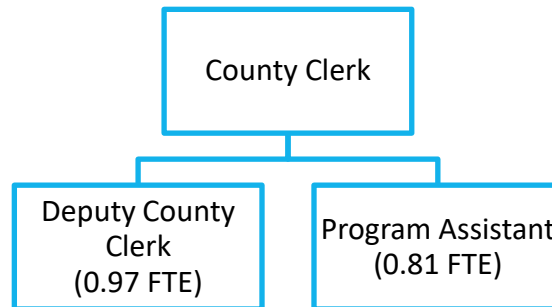 County Clerk
Deputy County
Clerk
(0.97 FTE)
Program Assistant
(0.81 FTE)